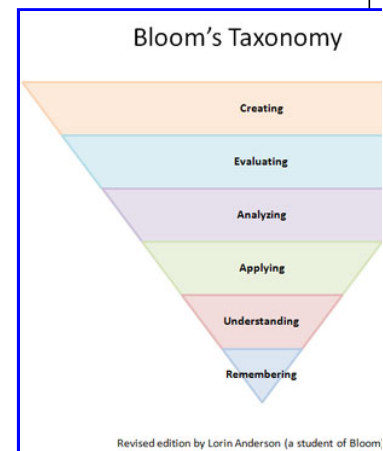 Bloom's Taxonomy
Creating
Evaluating
Analyzing
Applying
Understanding
Remembering
Revised edition by Lorin Anderson (a student of Bloom)